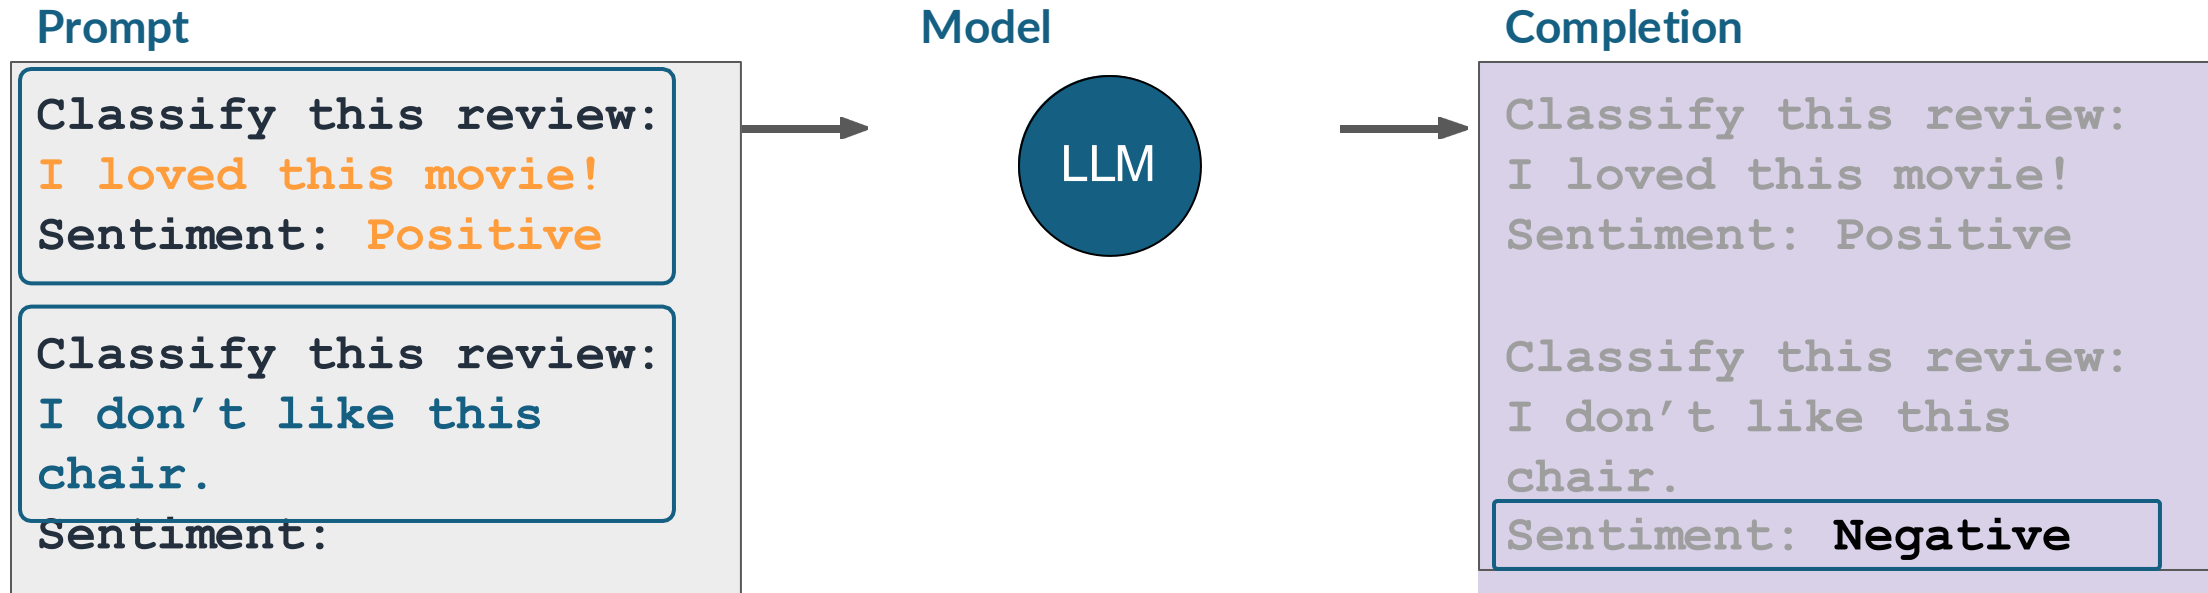 Prompt
Classify this review:
I loved this movie!
Sentiment: Positive
Classify this review:
I don’t like this
chair.
Sentiment:
Model
LLM
Completion
Classify this review:
I loved this movie!
Sentiment: Positive
Classify this review:
I don’t like this
chair.
Sentiment: Negative